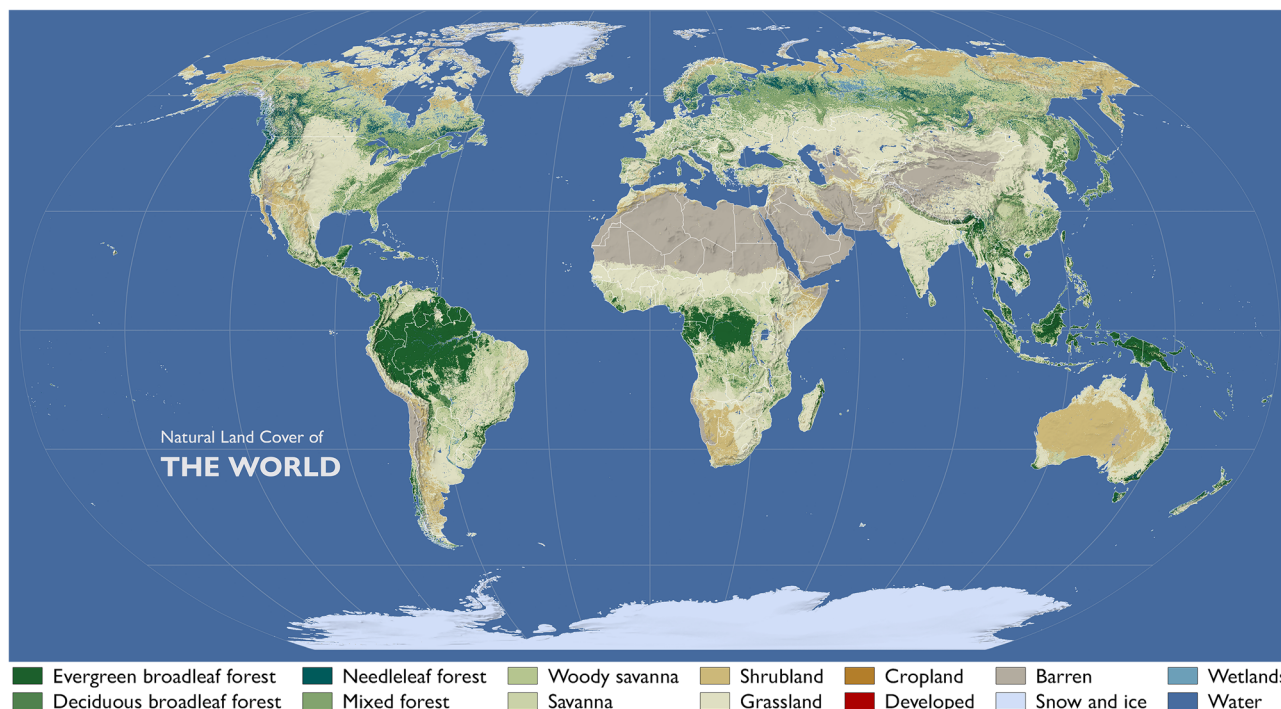 Natural Land Cover of
THE WORLD
Evergreen broadleaf forest Needleleaf forest Woody savanna Shrubland Cropland Barren Wetlands
Deciduous broadleaf forest Mixed forest Savanna Grassland Developed Snow and ice Water